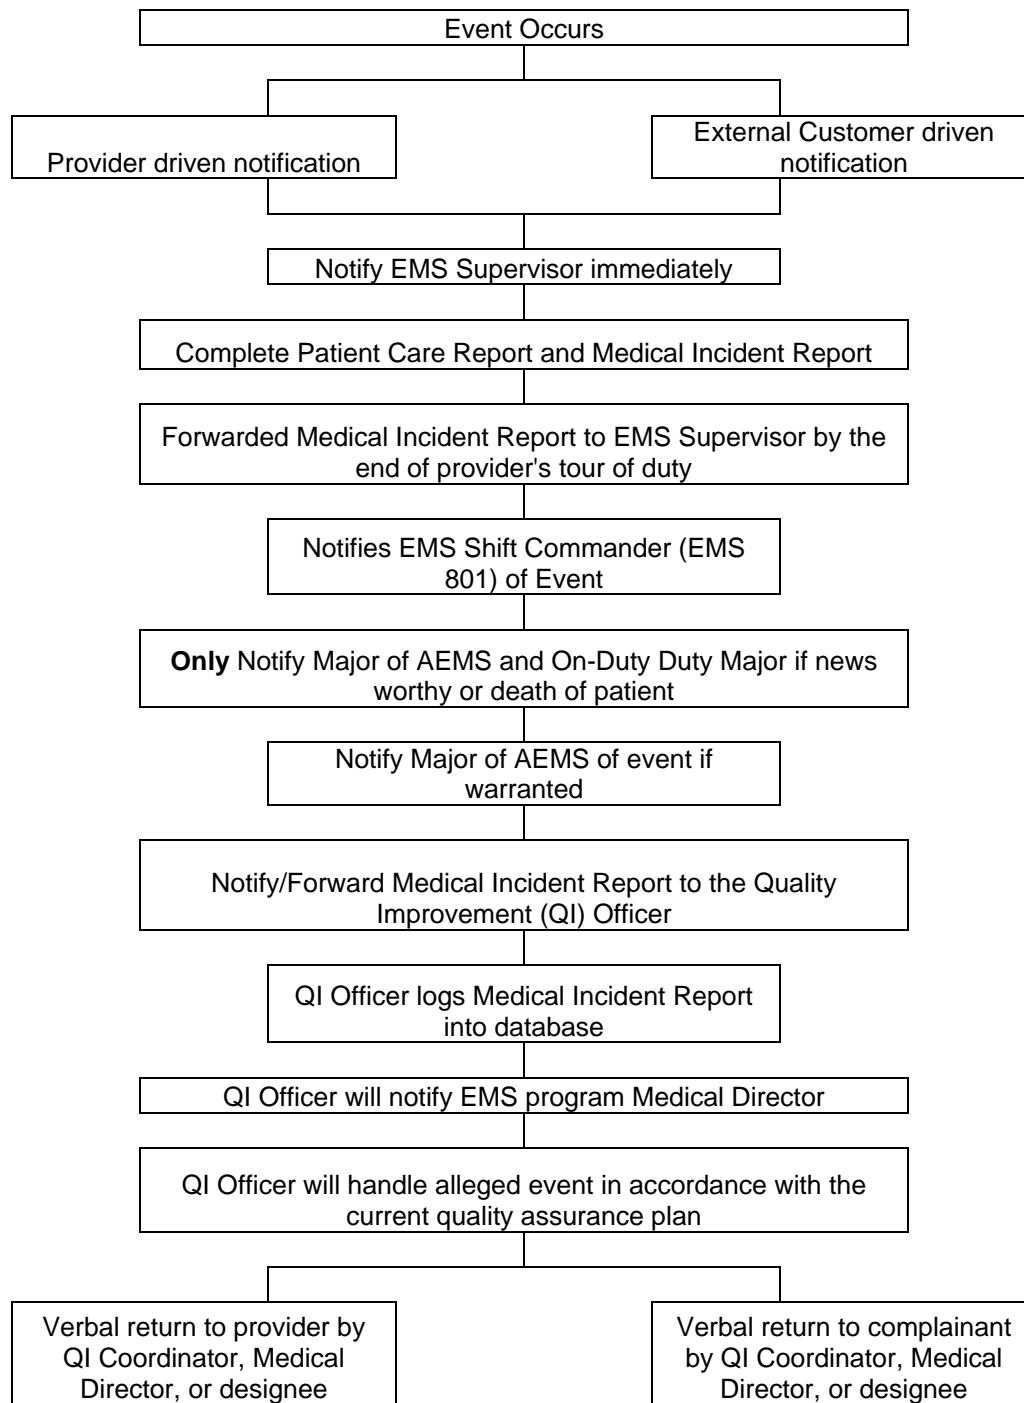 Event Occurs
Provider driven notification
External Customer driven
notification
Notify EMS Supervisor immediately
Complete Patient Care Report and Medical Incident Report
Forwarded Medical Incident Report to EMS Supervisor by the
end of provider's tour of duty
Notifies EMS Shift Commander (EMS
801) of Event
Only Notify Major of AEMS and On-Duty Duty Major if news
worthy or death of patient
Notify Major of AEMS of event if
warranted
Notify/Forward Medical Incident Report to the Quality
Improvement (QI) Officer
QI Officer logs Medical Incident Report
into database
QI Officer will notify EMS program Medical Director
QI Officer will handle alleged event in accordance with the
current quality assurance plan
Verbal return to provider by
QI Coordinator, Medical
Director, or designee
Verbal return to complainant
by QI Coordinator, Medical
Director, or designee